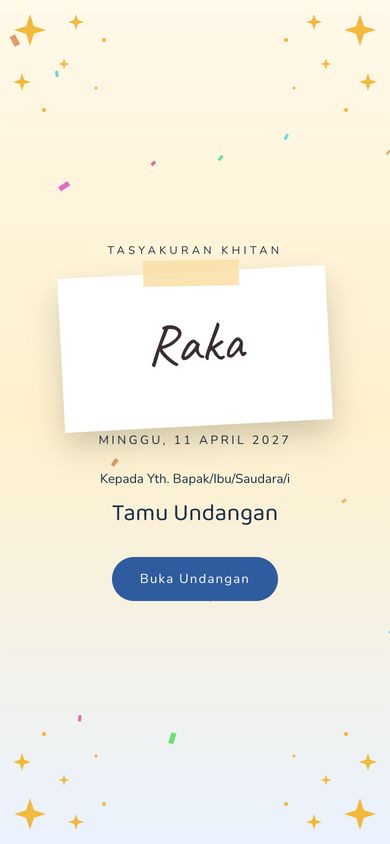 TASYAKURAN KHITAN
Raka
MINGGU, 11 APRIL 2027
Kepada Yth. Bapak/Ibu/Saudara/i
Tamu Undangan
Buka Undangan